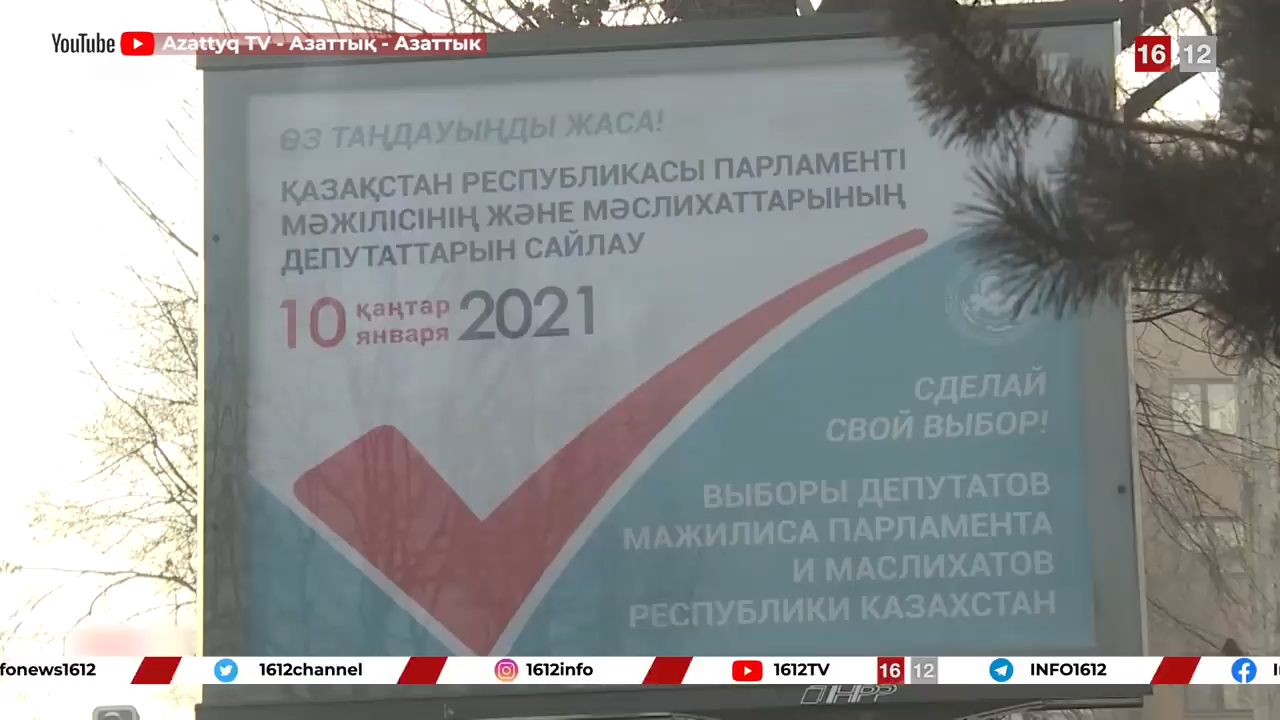 YouTube Azattyq TV - Азаттық - Азаттык
16 12
ӨЗ ТАҢДАУЫҢДЫ ЖАСА!
ҚАЗАҚСТАН РЕСПУБЛИКАСЫ ПАРЛАМЕНТІ
МӘЖІЛІСІНІҢ ЖӘНЕ МӘСЛИХАТТАРЫНЫҢ
ДЕПУТАТТАРЫН САЙЛАУ
10 қаңтар января 2021
СДЕЛАЙ
СВОЙ ВЫБОР!
ВЫБОРЫ ДЕПУТАТОВ
МАЖИЛИСА ПАРЛАМЕНТА
И МАСЛИХАТОВ
РЕСПУБЛИКИ КАЗАХСТАН
fonews1612 1612channel 1612info 1612TV 16 12 INFO1612
НРР